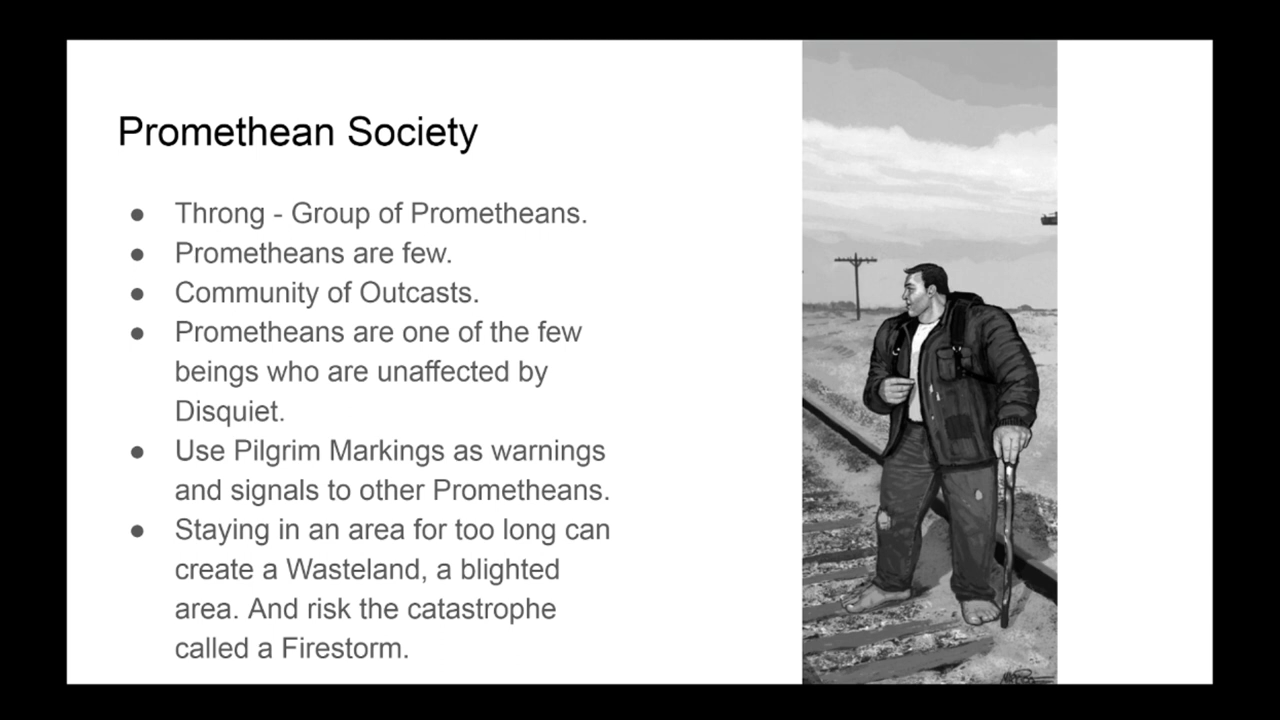 Promethean Society
● Throng - Group of Prometheans.
● Prometheans are few.
● Community of Outcasts.
● Prometheans are one of the few
beings who are unaffected by
Disquiet.
● Use Pilgrim Markings as warnings
and signals to other Prometheans.
● Staying in an area for too long can
create a Wasteland, a blighted
area. And risk the catastrophe
called a Firestorm.